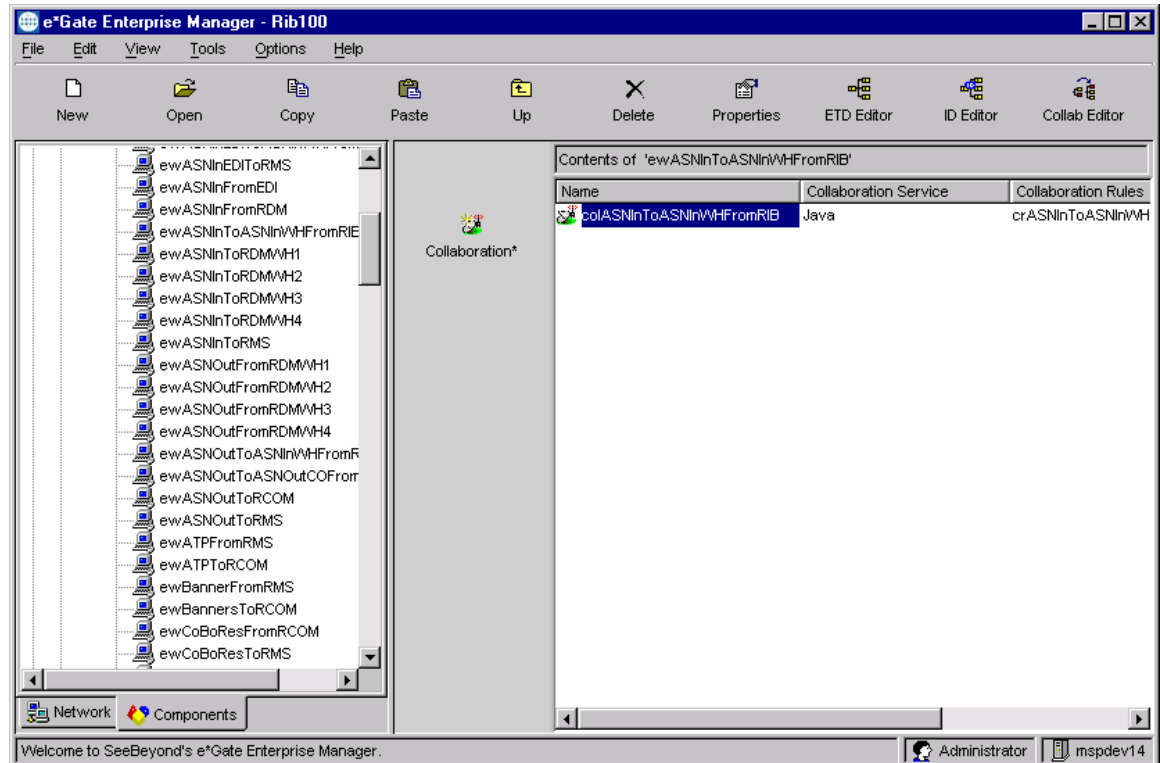 e*Gate Enterprise Manager - Rib100
File Edit View Tools Options Help
New Open Copy Paste Up Delete Properties ETD Editor ID Editor Collab Editor
ewASNInEDIToRMS
ewASNInFromEDI
ewASNInFromRDM
ewASNInToASNInWHFromRIB
ewASNInToRDMWH1
ewASNInToRDMWH2
ewASNInToRDMWH3
ewASNInToRDMWH4
ewASNInToRMS
ewASNOutFromRDMWH1
ewASNOutFromRDMWH2
ewASNOutFromRDMWH3
ewASNOutFromRDMWH4
ewASNOutToASNInWHFromR
ewASNOutToASNOutCOFrom
ewASNOutToRCOM
ewASNOutToRMS
ewATPFromRMS
ewATPToRCOM
ewBannerFromRMS
ewBannersToRCOM
ewCoBoResFromRCOM
ewCoBoResToRMS
Network Components
Collaboration*
Contents of 'ewASNInToASNInWHFromRIB'
Name Collaboration Service Collaboration Rules
colASNInToASNInWHFromRIB Java crASNInToASNInWH
Welcome to SeeBeyond's e*Gate Enterprise Manager. Administrator mspdev14